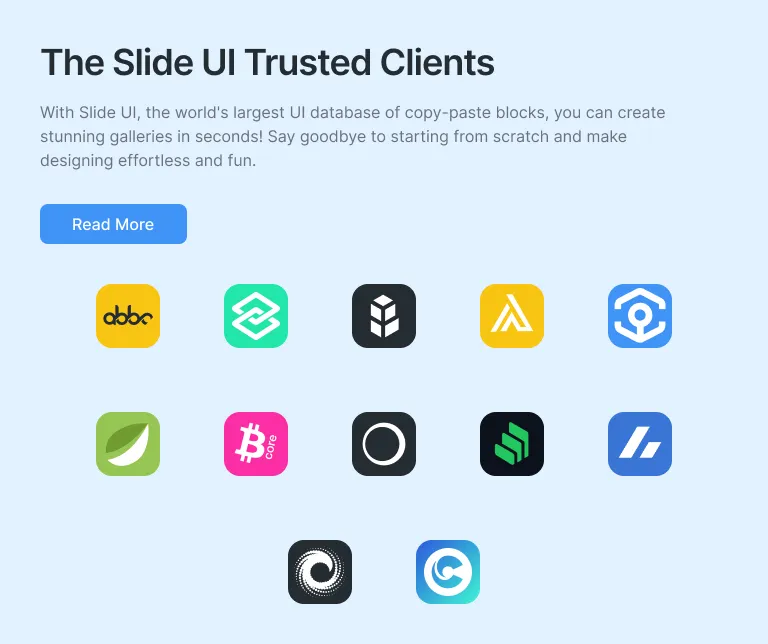 The Slide UI Trusted Clients
With Slide UI, the world's largest UI database of copy-paste blocks, you can create
stunning galleries in seconds! Say goodbye to starting from scratch and make
designing effortless and fun.
Read More
abbc
core